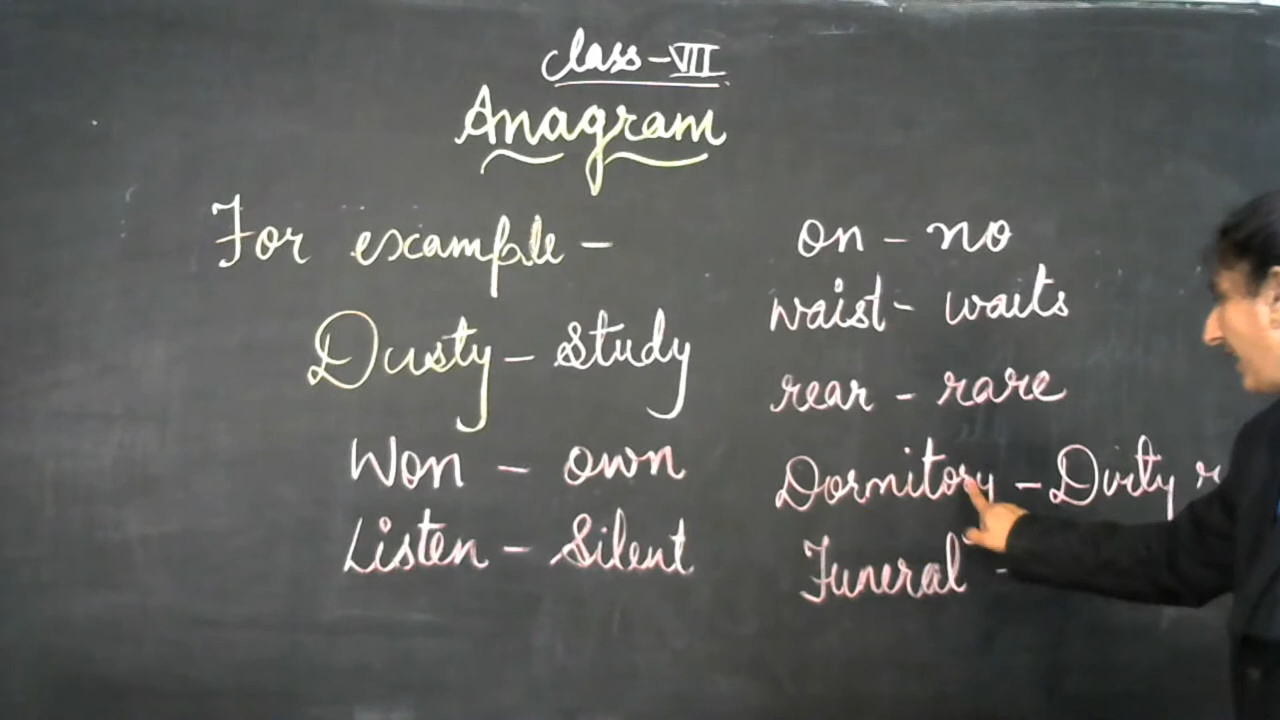 Class-VII
Anagram
For example-
Dusty-Study
Won - own
Listen - Silent
on - no
waist- waits
rear - rare
Dormitory - Dirty
Funeral -